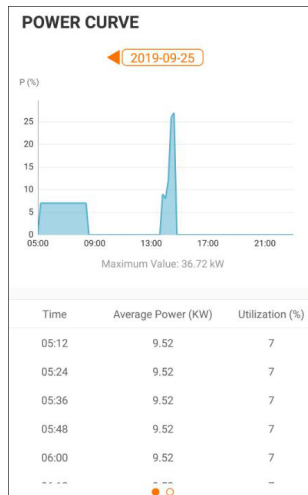 POWER CURVE
2019-09-25
P (%)
25
20
15
10
5
0
05:00 09:00 13:00 17:00 21:00
Maximum Value: 36.72 kW
Time Average Power (KW) Utilization (%)
05:12 9.52 7
05:24 9.52 7
05:36 9.52 7
05:48 9.52 7
06:00 9.52 7